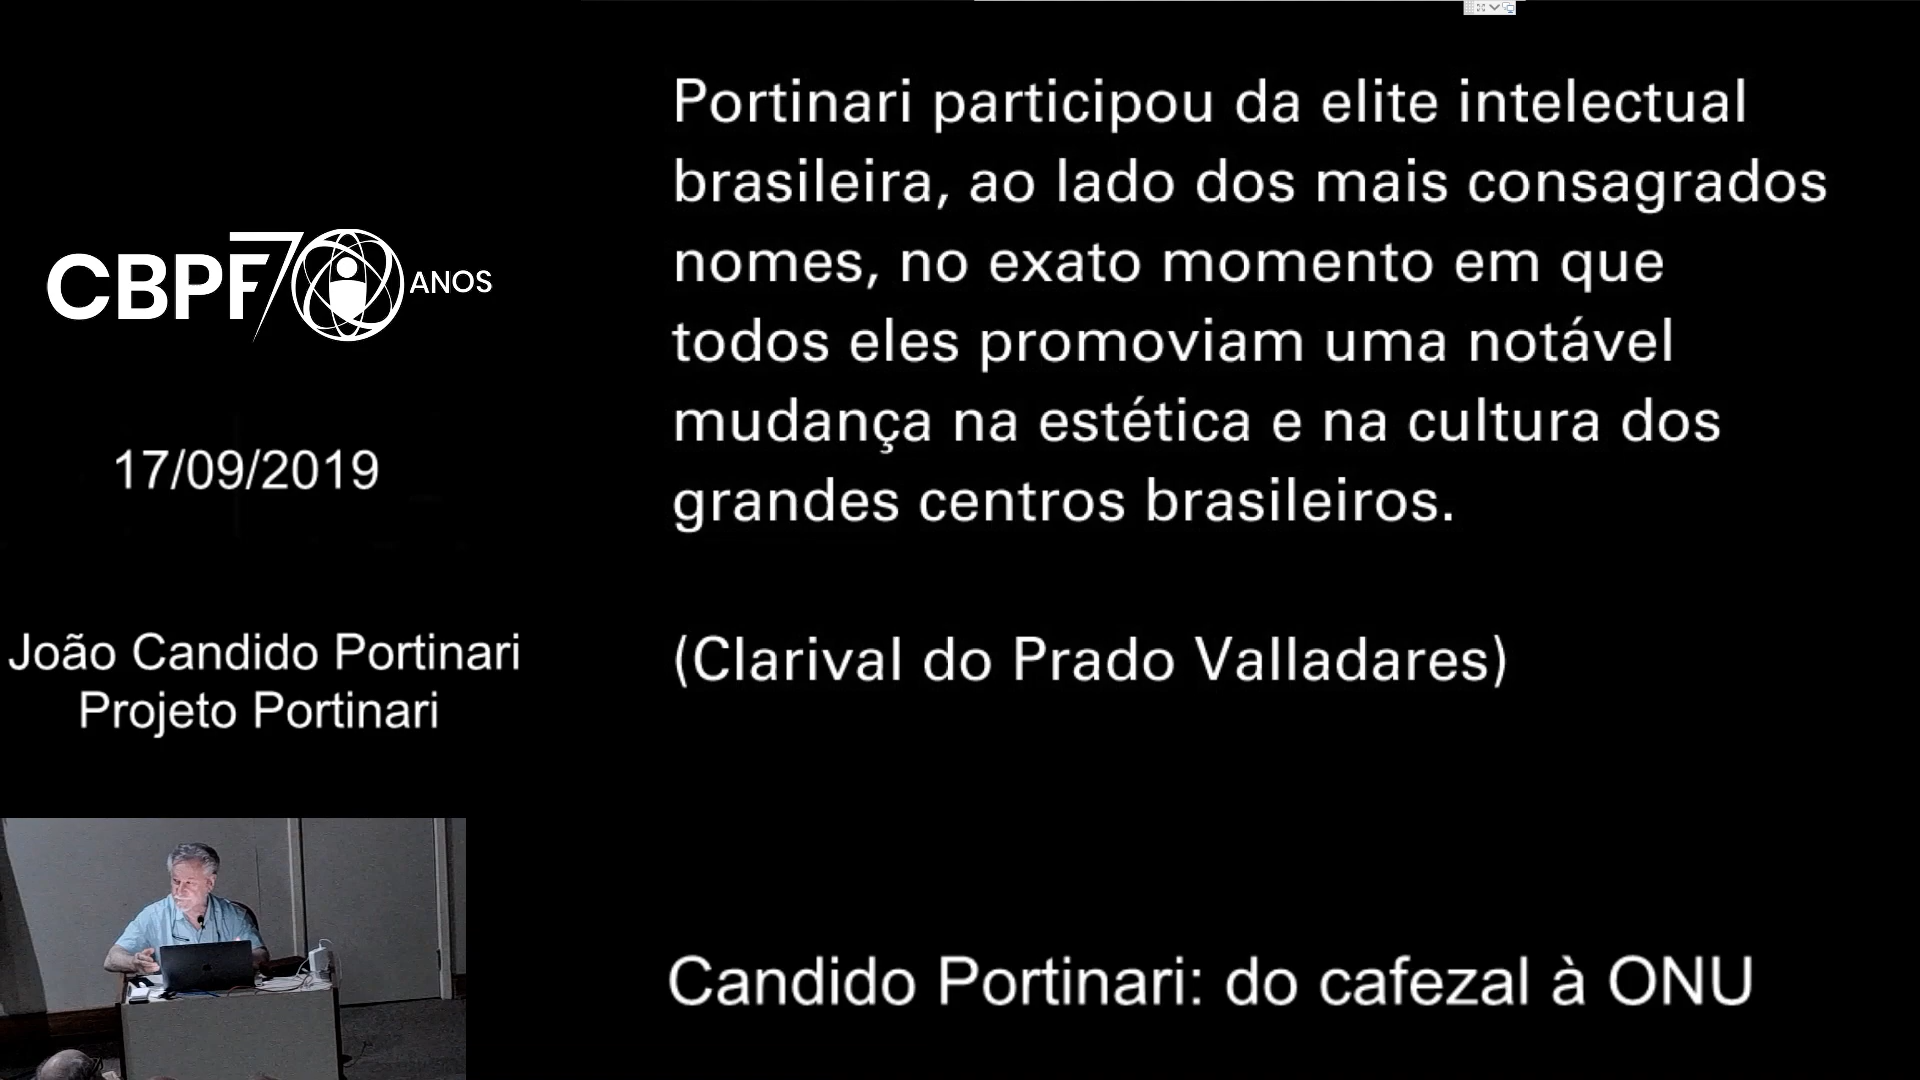 CBPF 70 ANOS
17/09/2019
João Candido Portinari
Projeto Portinari
Portinari participou da elite intelectual
brasileira, ao lado dos mais consagrados
nomes, no exato momento em que
todos eles promoviam uma notável
mudança na estética e na cultura dos
grandes centros brasileiros.
(Clarival do Prado Valladares)
Candido Portinari: do cafezal à ONU